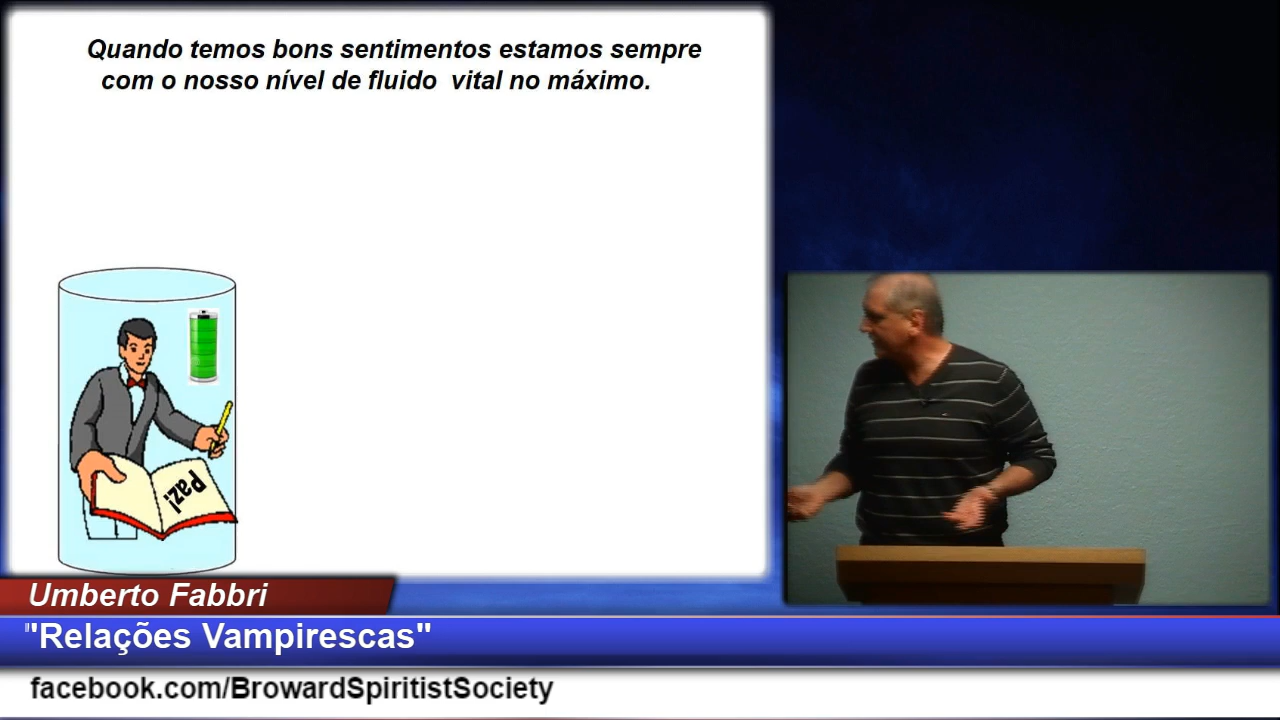 Quando temos bons sentimentos estamos sempre
com o nosso nível de fluido vital no máximo.
Paz!
Umberto Fabbri
"Relações Vampirescas"
facebook.com/BrowardSpiritistSociety